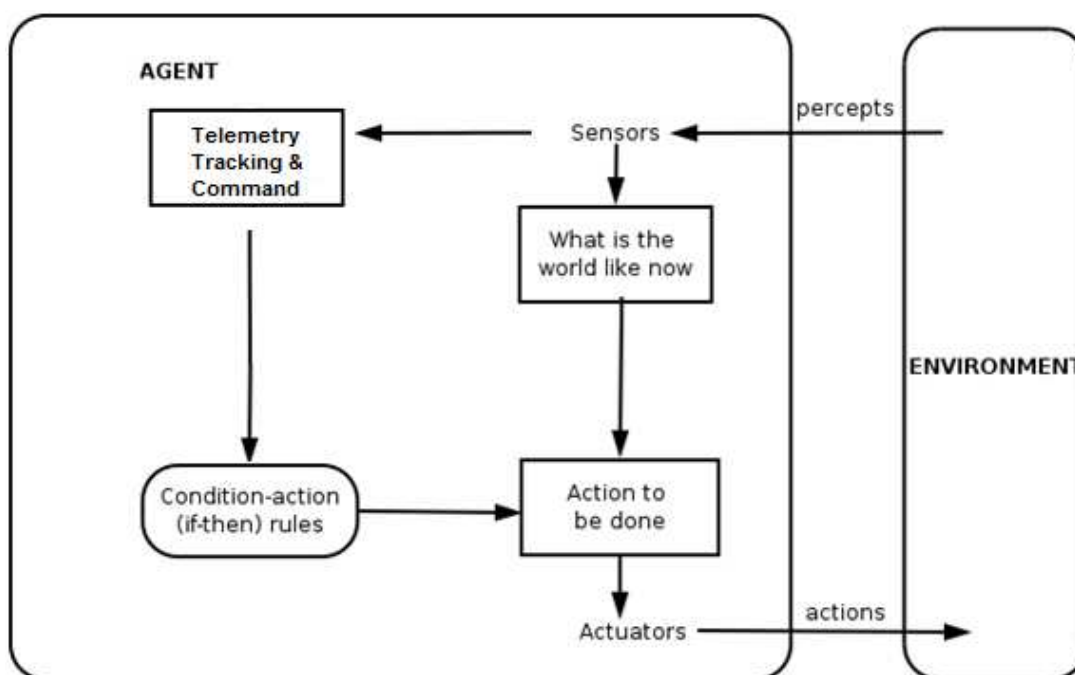 AGENT
percepts
Telemetry
Tracking &
Command
Sensors
What is the
world like now
ENVIRONMENT
Condition-action
(if-then) rules
Action to
be done
actions
Actuators